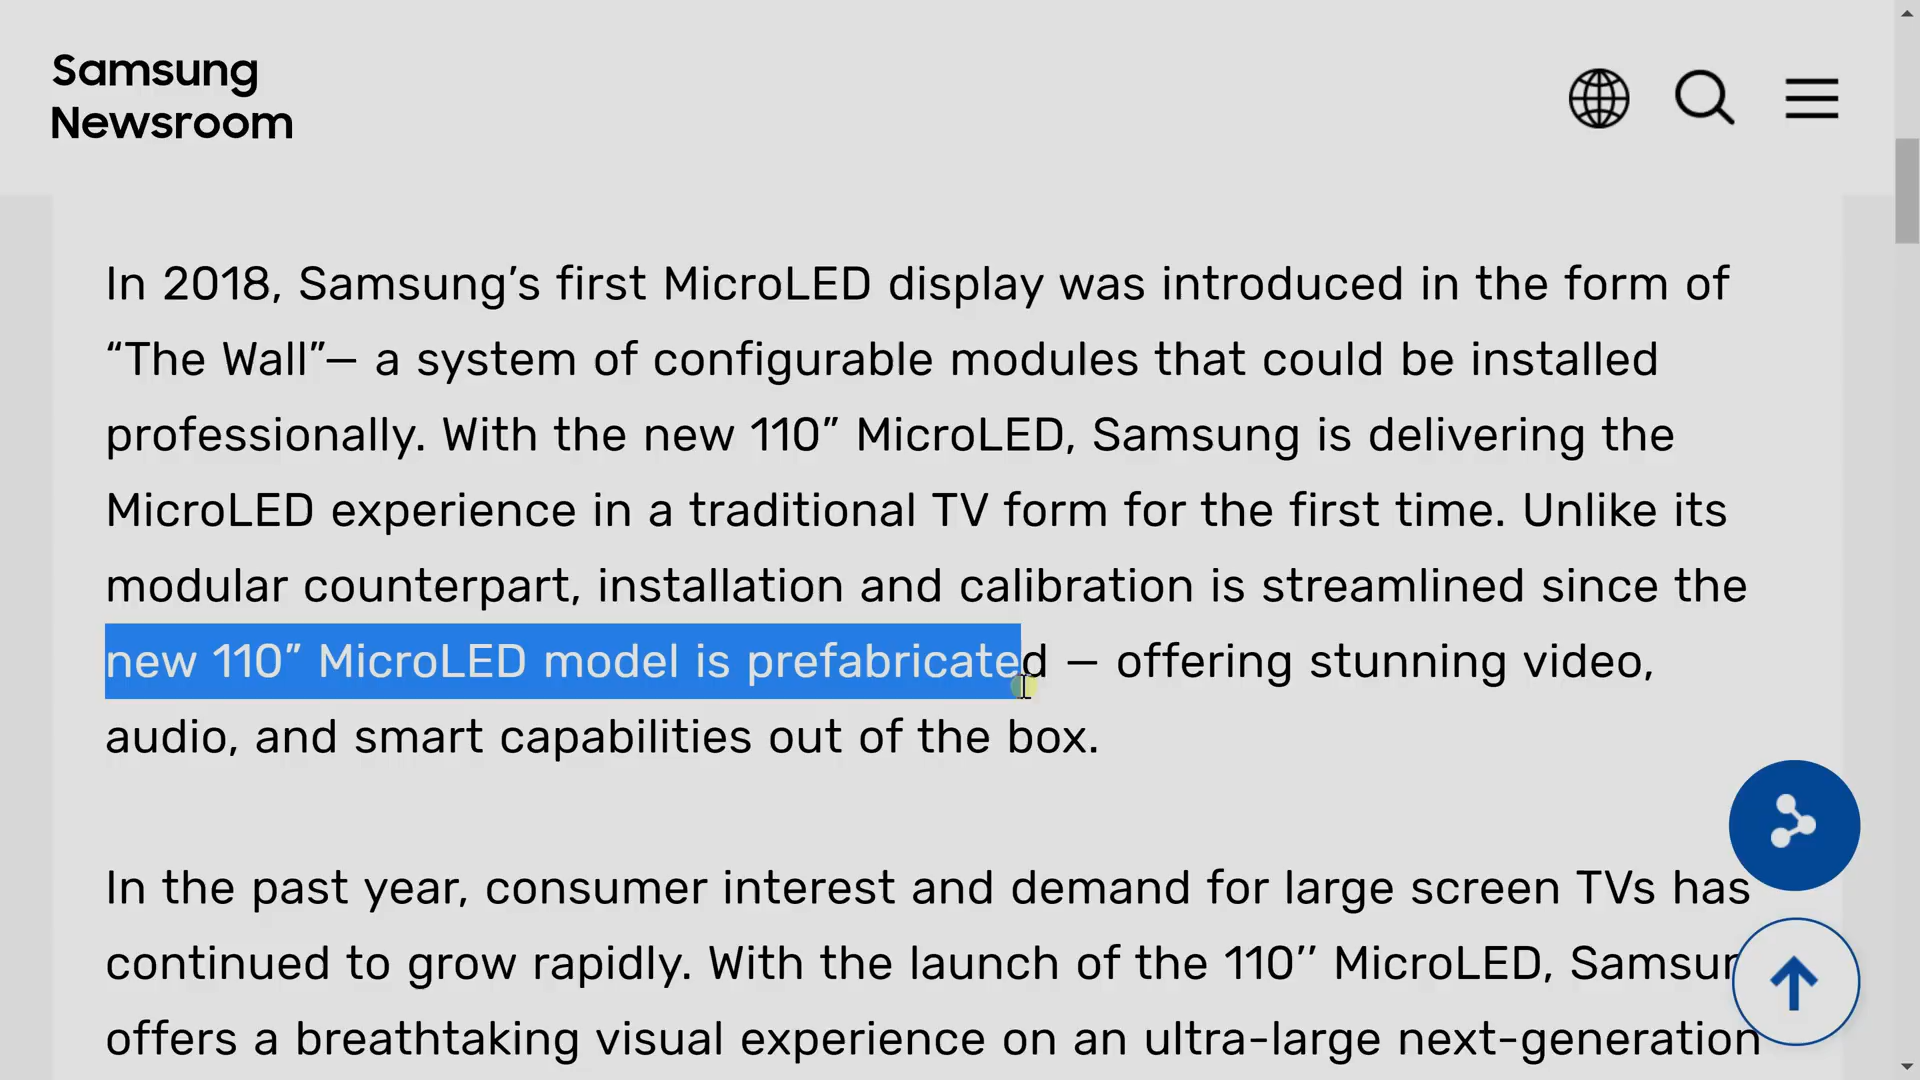 Samsung
Newsroom
In 2018, Samsung’s first MicroLED display was introduced in the form of
“The Wall”— a system of configurable modules that could be installed
professionally. With the new 110” MicroLED, Samsung is delivering the
MicroLED experience in a traditional TV form for the first time. Unlike its
modular counterpart, installation and calibration is streamlined since the
new 110” MicroLED model is prefabricated — offering stunning video,
audio, and smart capabilities out of the box.
In the past year, consumer interest and demand for large screen TVs has
continued to grow rapidly. With the launch of the 110’’ MicroLED,
offers a breathtaking visual experience on an ultra-large next-generation